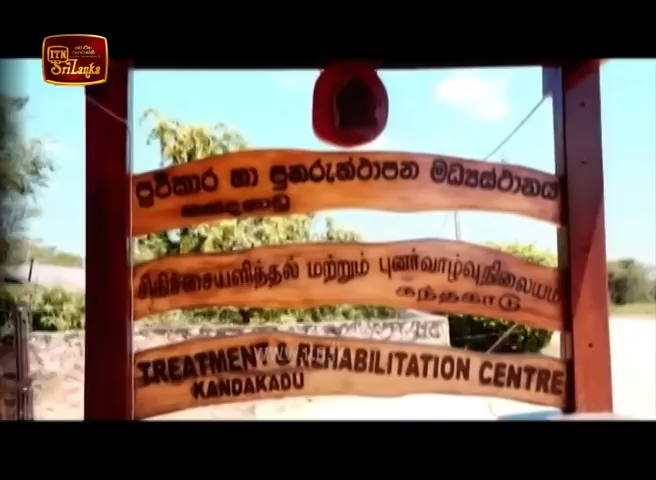 ITN
Sri Lanka
ප්‍රතිකාර හා පුනරුත්ථාපන මධ්‍යස්ථානය
කන්දකාඩු
சிகிச்சையளித்தல் மற்றும் புனர்வாழ்வுநிலையம்
கந்தகாடு
TREATMENT & REHABILITATION CENTRE
KANDAKADU